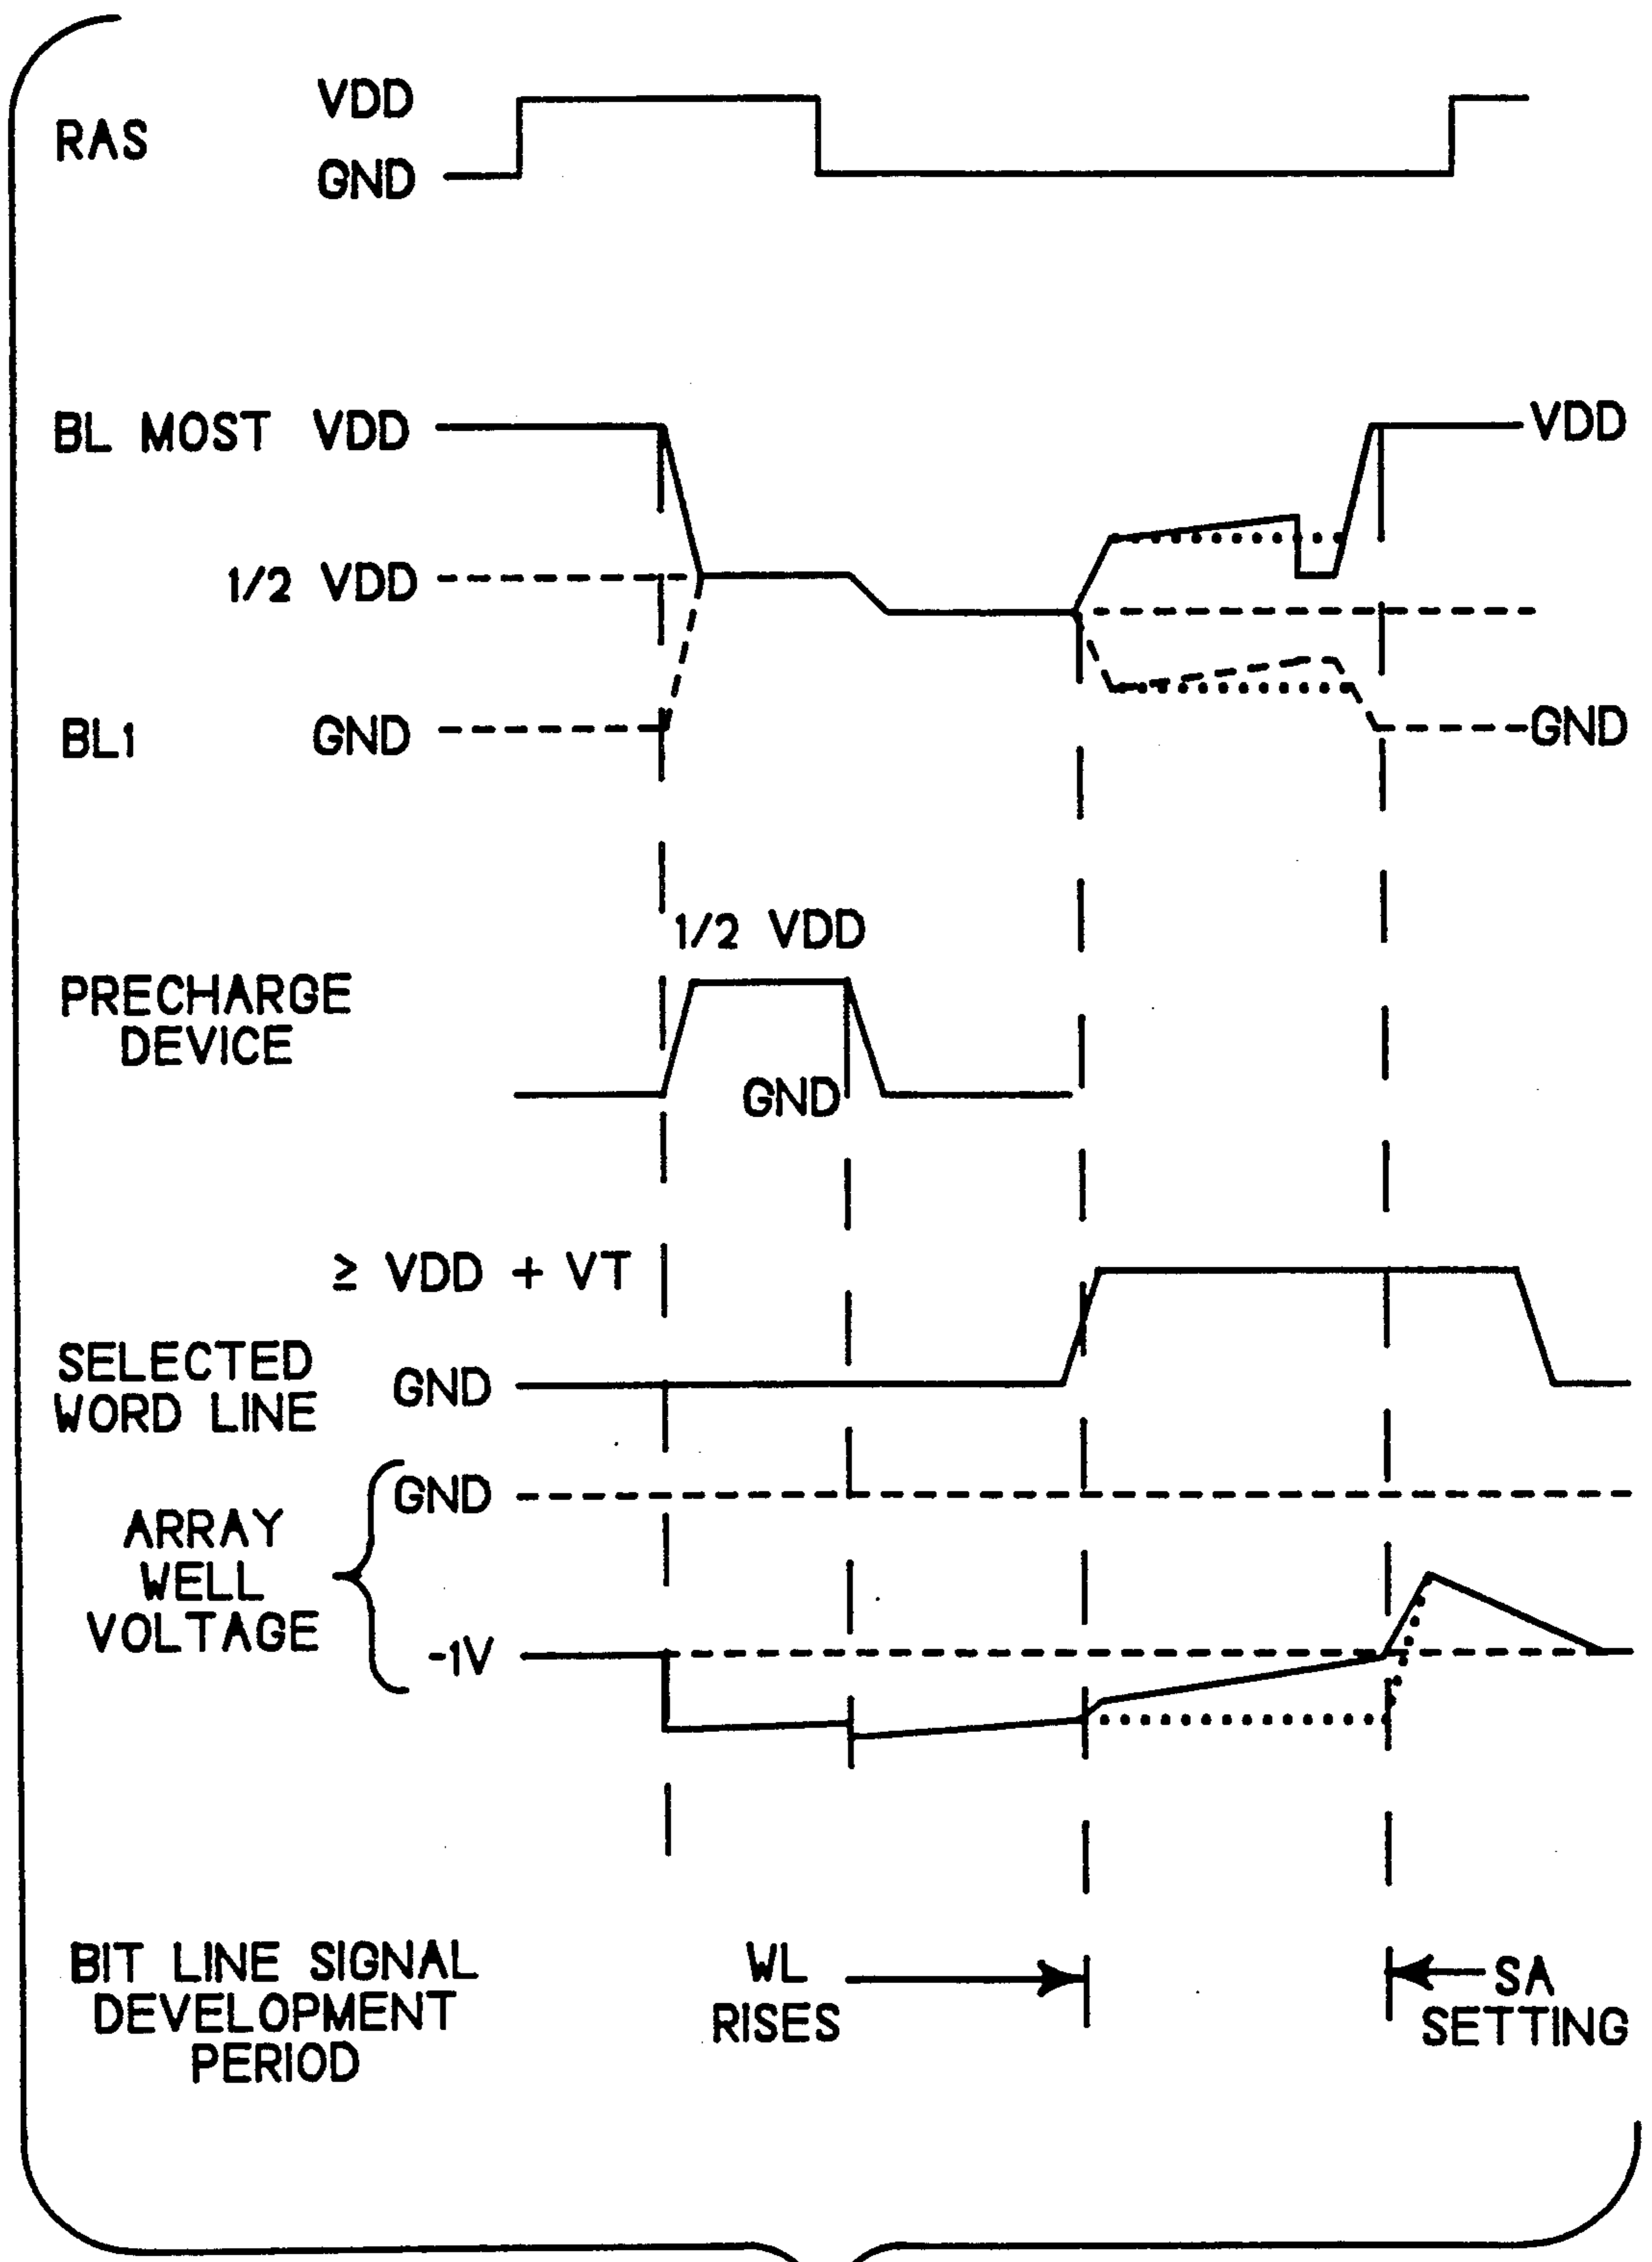 VDD
RAS
GND
BL MOST VDD
VDD
1/2 VDD
BL1 GND
GND
1/2 VDD
PRECHARGE
DEVICE
GND
≥ VDD + VT
SELECTED
WORD LINE
GND
GND
ARRAY
WELL
VOLTAGE
-1V
BIT LINE SIGNAL
DEVELOPMENT
PERIOD
WL
RISES
SA
SETTING